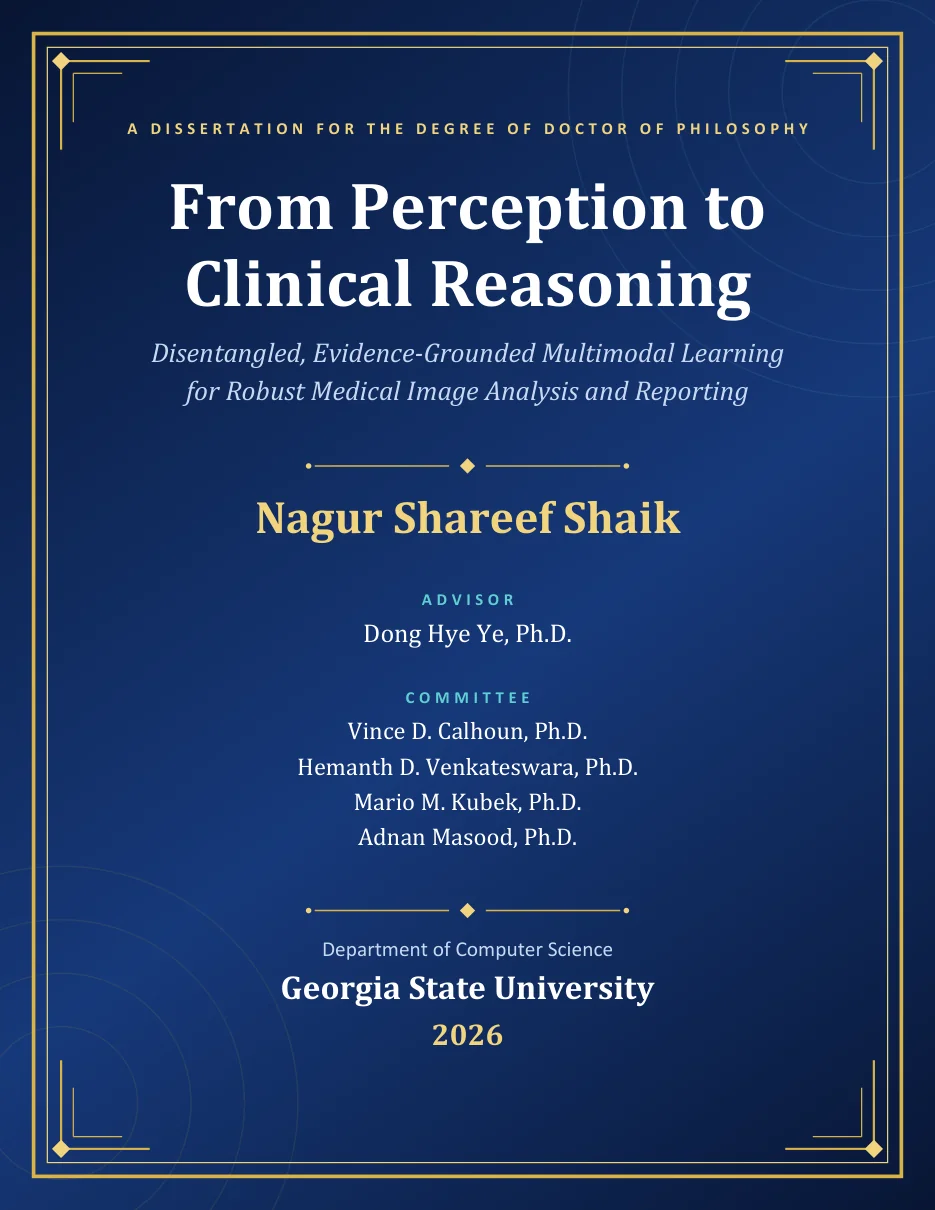 A DISSERTATION FOR THE DEGREE OF DOCTOR OF PHILOSOPHY
From Perception to
Clinical Reasoning
Disentangled, Evidence-Grounded Multimodal Learning
for Robust Medical Image Analysis and Reporting
Nagur Shareef Shaik
ADVISOR
Dong Hye Ye, Ph.D.
COMMITTEE
Vince D. Calhoun, Ph.D.
Hemanth D. Venkateswara, Ph.D.
Mario M. Kubek, Ph.D.
Adnan Masood, Ph.D.
Department of Computer Science
Georgia State University
2026